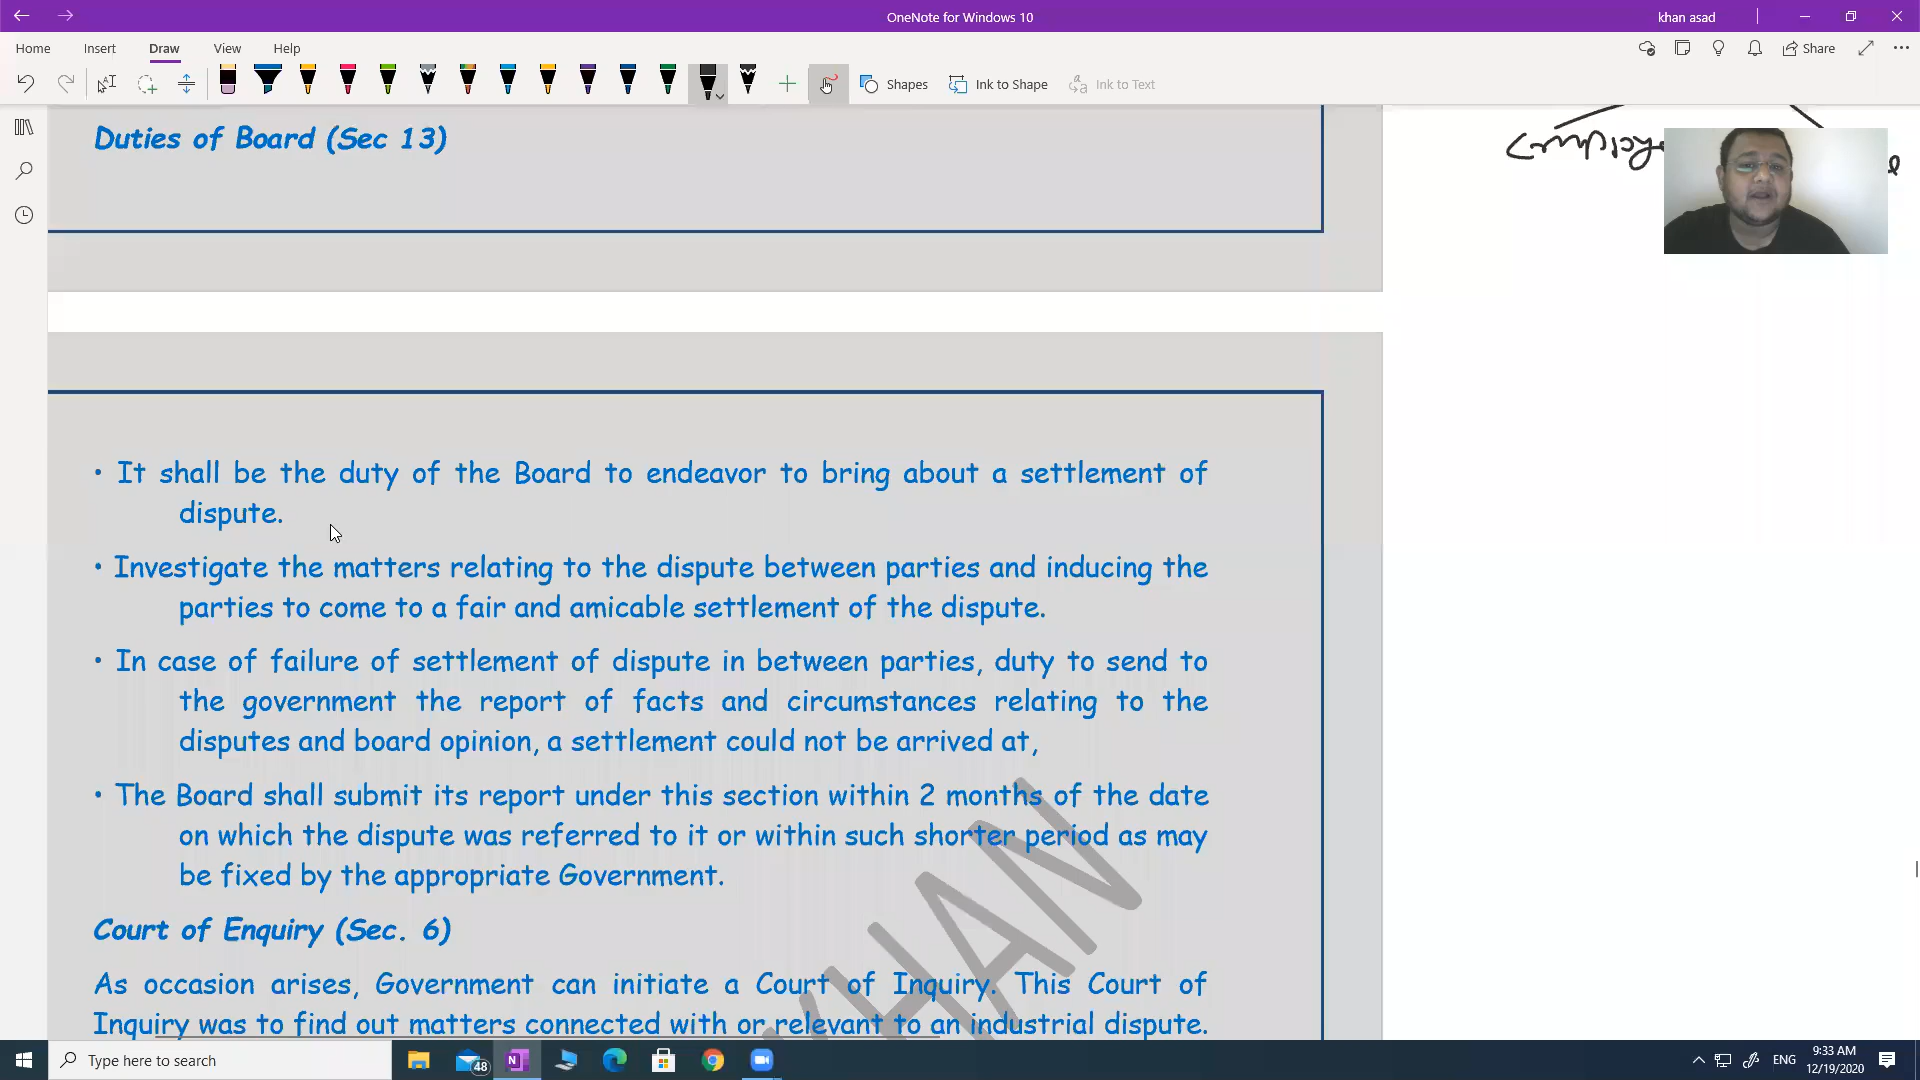 OneNote for Windows 10
khan asad
Home Insert Draw View Help
Share
Shapes Ink to Shape Ink to Text
Duties of Board (Sec 13)
• It shall be the duty of the Board to endeavor to bring about a settlement of
dispute.
• Investigate the matters relating to the dispute between parties and inducing the
parties to come to a fair and amicable settlement of the dispute.
• In case of failure of settlement of dispute in between parties, duty to send to
the government the report of facts and circumstances relating to the
disputes and board opinion, a settlement could not be arrived at,
• The Board shall submit its report under this section within 2 months of the date
on which the dispute was referred to it or within such shorter period as may
be fixed by the appropriate Government.
Court of Enquiry (Sec. 6)
As occasion arises, Government can initiate a Court of Inquiry. This Court of
Inquiry was to find out matters connected with or relevant to an industrial dispute.
KHAN
Type here to search
48
ENG
9:33 AM
12/19/2020